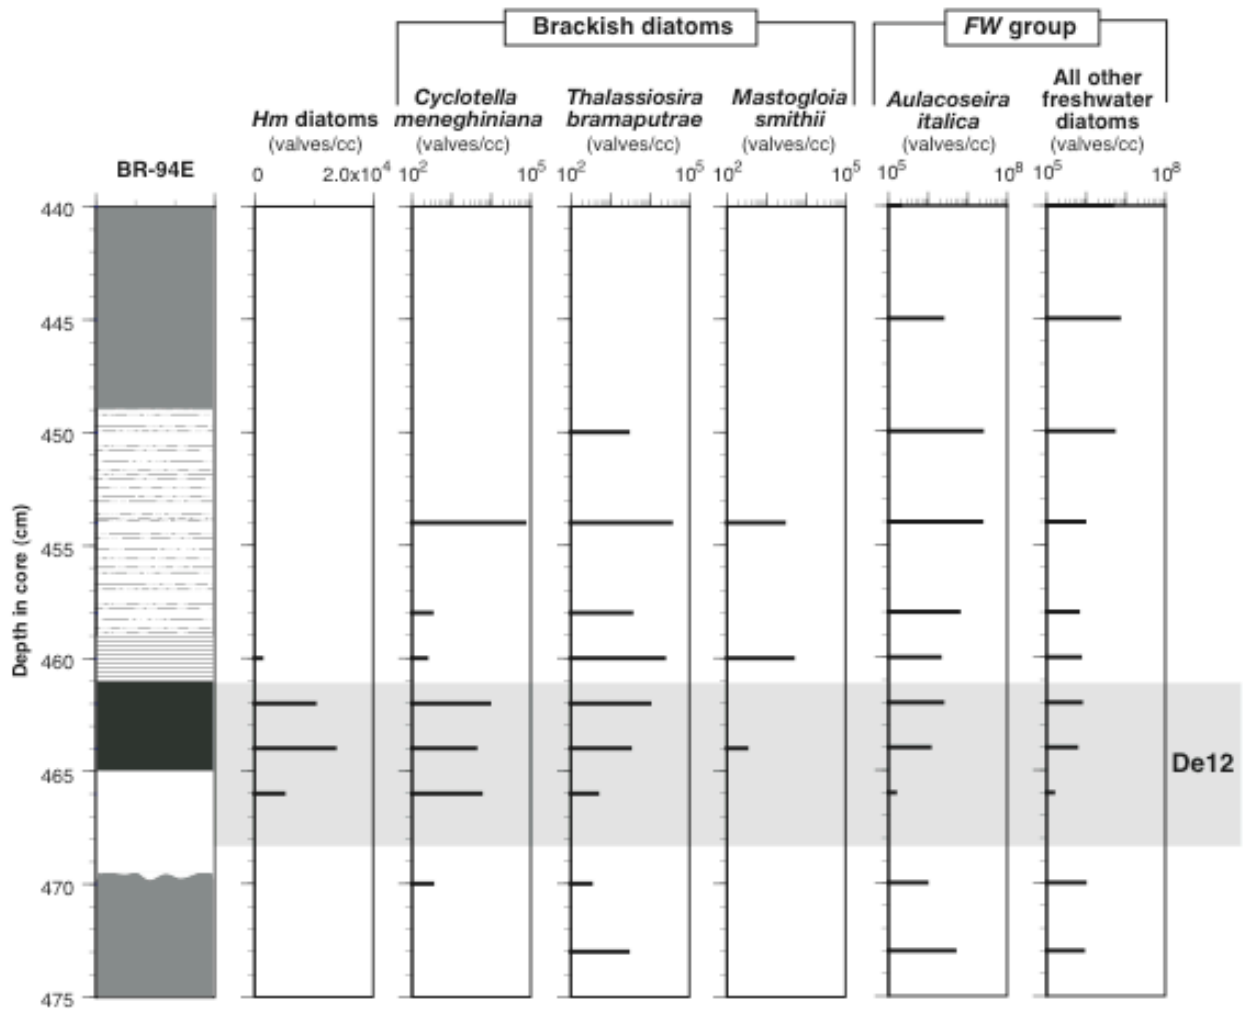 Brackish diatoms
FW group
Hm diatoms
(valves/cc)
Cyclotella
meneghiniana
(valves/cc)
Thalassiosira
bramaputrae
(valves/cc)
Mastogloia
smithii
(valves/cc)
Aulacoseira
italica
(valves/cc)
All other
freshwater
diatoms
(valves/cc)
BR-94E
0 2.0x10⁴
10² 10⁵
10² 10⁵
10² 10⁵
10⁵ 10⁸
10⁵ 10⁸
Depth in core (cm)
440
445
450
455
460
465
470
475
De12